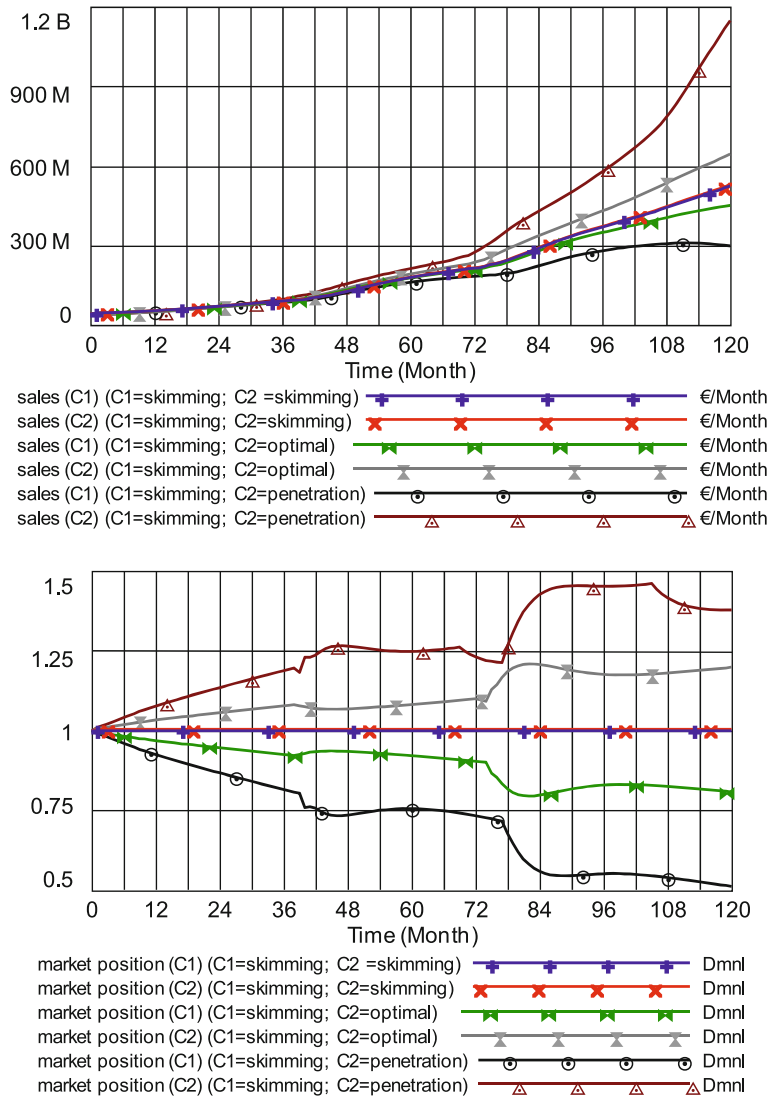 1.2 B
900 M
600 M
300 M
0
0 12 24 36 48 60 72 84 96 108 120
Time (Month)
sales (C1) (C1=skimming; C2 =skimming) €/Month
sales (C2) (C1=skimming; C2=skimming) €/Month
sales (C1) (C1=skimming; C2=optimal) €/Month
sales (C2) (C1=skimming; C2=optimal) €/Month
sales (C1) (C1=skimming; C2=penetration) €/Month
sales (C2) (C1=skimming; C2=penetration) €/Month
1.5
1.25
1
0.75
0.5
0 12 24 36 48 60 72 84 96 108 120
Time (Month)
market position (C1) (C1=skimming; C2 =skimming) Dmnl
market position (C2) (C1=skimming; C2=skimming) Dmnl
market position (C1) (C1=skimming; C2=optimal) Dmnl
market position (C2) (C1=skimming; C2=optimal) Dmnl
market position (C1) (C1=skimming; C2=penetration) Dmnl
market position (C2) (C1=skimming; C2=penetration) Dmnl